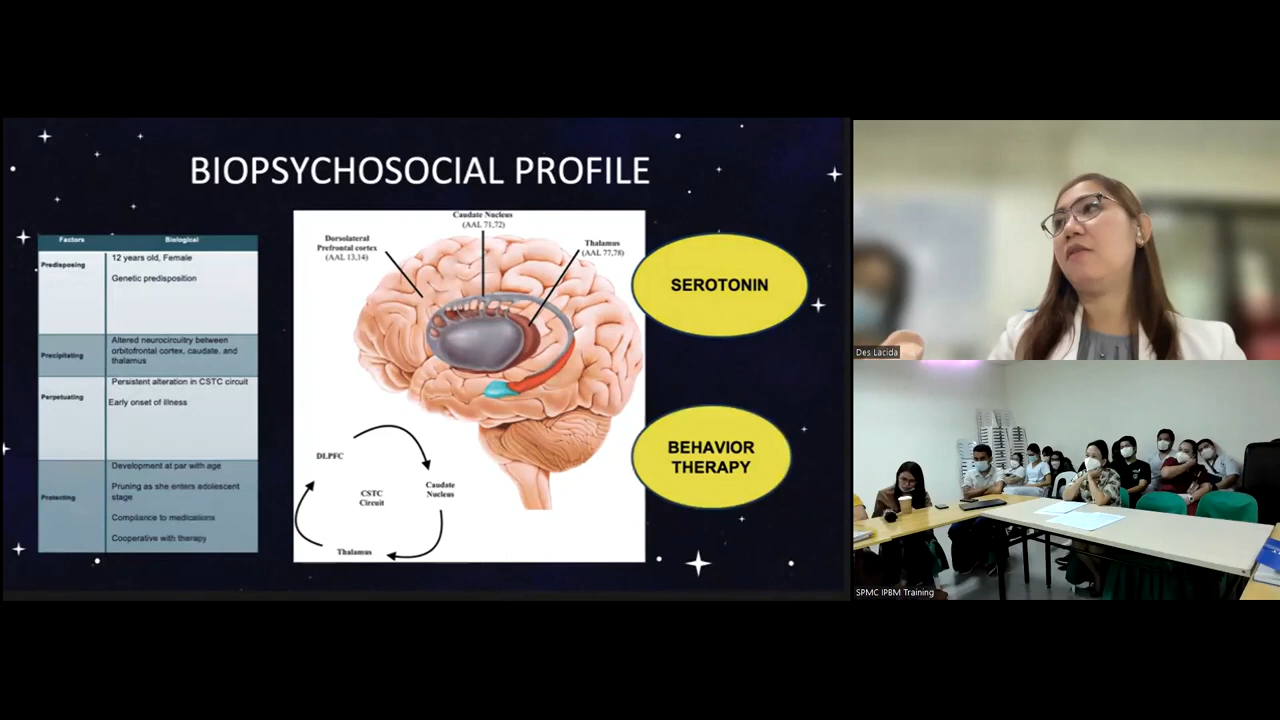 BIOPSYCHOSOCIAL PROFILE
Factors
Biological
Predisposing
12 years old, Female
Genetic predisposition
Precipitating
Altered neurocircuitry between
orbitofrontal cortex, caudate, and
thalamus
Perpetuating
Persistent alteration in CSTC circuit
Early onset of illness
Protecting
Development at par with age
Pruning as she enters adolescent
stage
Compliance to medications
Cooperative with therapy
Caudate Nucleus
(AAL 71,72)
Dorsolateral
Prefrontal cortex
(AAL 13,14)
Thalamus
(AAL 77,78)
DLPFC
CSTC
Circuit
Caudate
Nucleus
Thalamus
SEROTONIN
BEHAVIOR
THERAPY
Des Lacida
SPMC IPBM Training